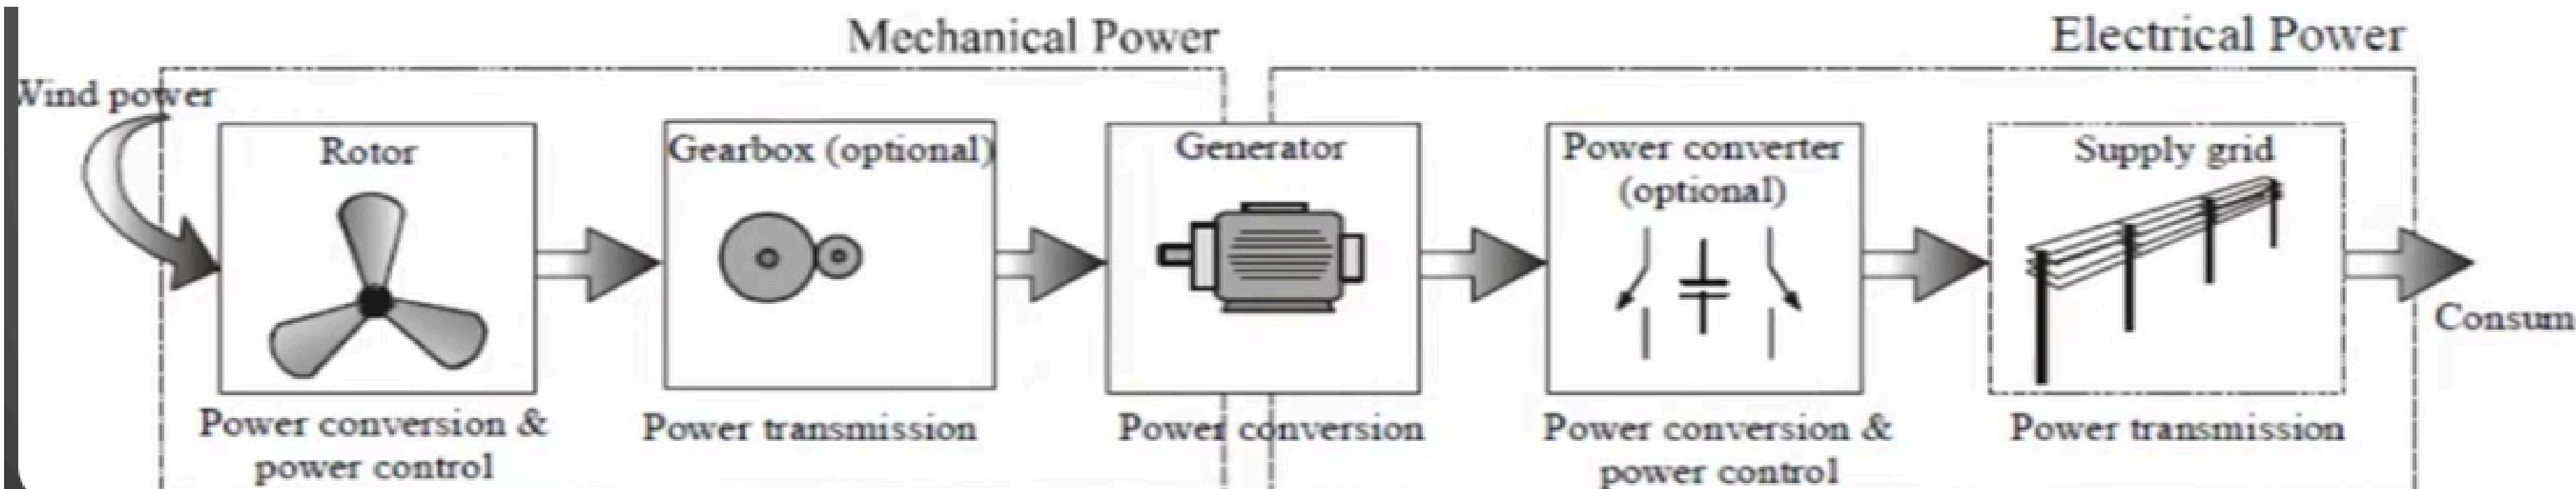 Mechanical Power
Electrical Power
Wind power
Rotor
Gearbox (optional)
Generator
Power converter
(optional)
Supply grid
Consum
Power conversion &
power control
Power transmission
Power conversion
Power conversion &
power control
Power transmission